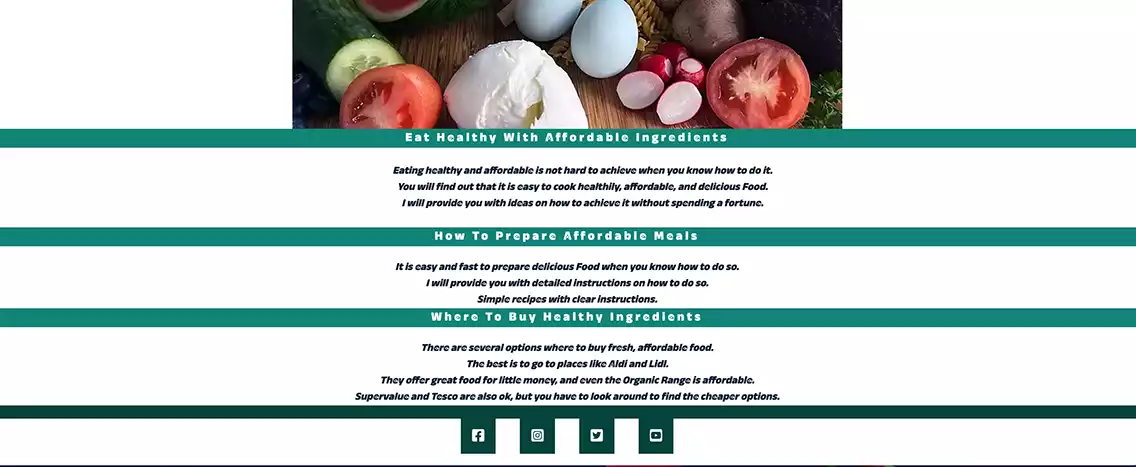 Eat Healthy With Affordable Ingredients
Eating healthy and affordable is not hard to achieve when you know how to do it.
You will find out that it is easy to cook healthily, affordable, and delicious Food.
I will provide you with ideas on how to achieve it without spending a fortune.
How To Prepare Affordable Meals
It is easy and fast to prepare delicious Food when you know how to do so.
I will provide you with detailed instructions on how to do so.
Simple recipes with clear instructions.
Where To Buy Healthy Ingredients
There are several options where to buy fresh, affordable food.
The best is to go to places like Aldi and Lidl.
They offer great food for little money, and even the Organic Range is affordable.
Supervalue and Tesco are also ok, but you have to look around to find the cheaper options.